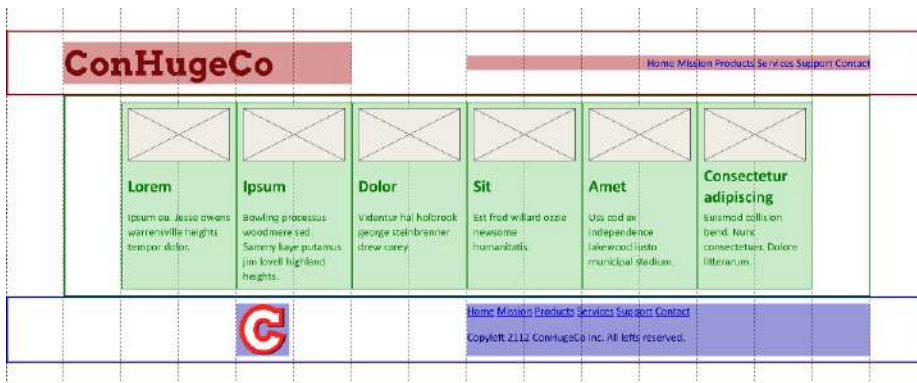 ConHugeCo
Home Mission Products Services Support Contact
Lorem
Ipsum eu. Jesse owens
warrensville heights
tempor dolor.
Ipsum
Bowling processus
woodmere sed.
Sammy kaye putamus
jim lovell highland
heights.
Dolor
Videntur hal holbrook
george steinbrenner
drew carey.
Sit
Est fred willard ozzie
newsome
humanitatis.
Amet
Uss cod ex
independence
lakewood iusto
municipal stadium.
Consectetur
adipiscing
Euismod collision
bend. Nunc
consectetuer. Dolore
litterarum.
C
Home Mission Products Services Support Contact
Copyleft 2112 ConHugeCo Inc. All lefts reserved.